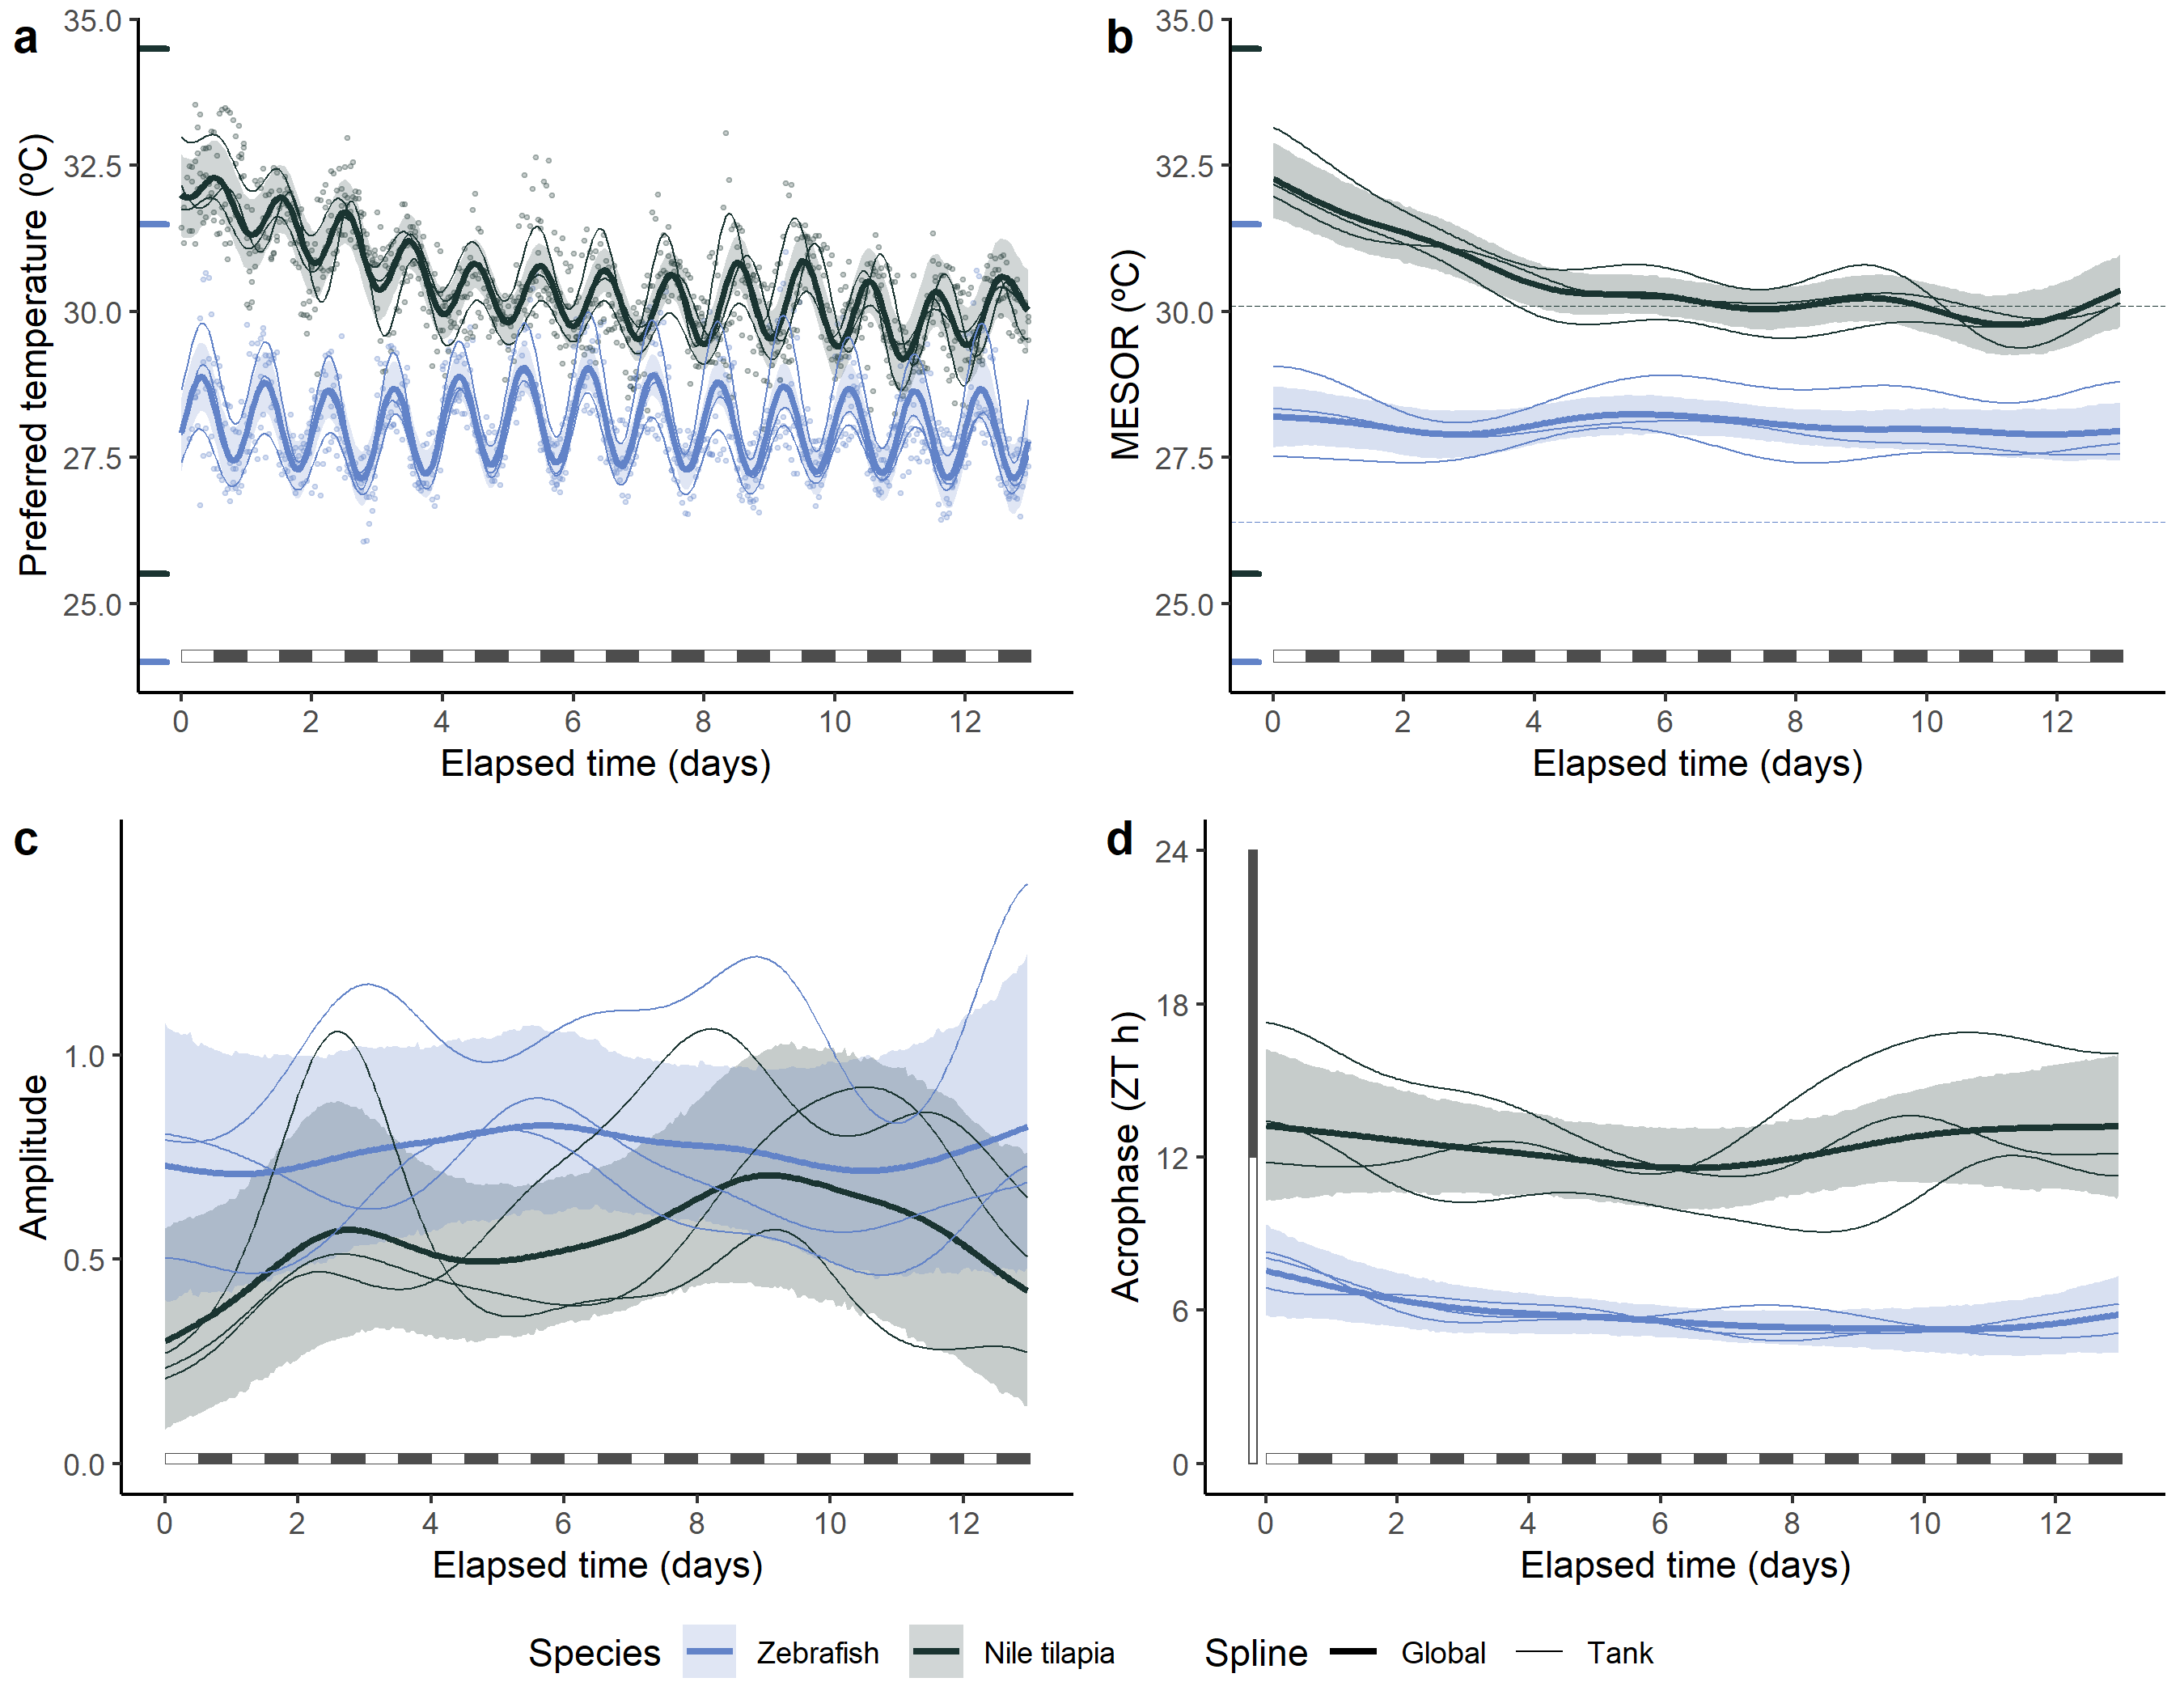 a
Preferred temperature (ºC)
35.0
32.5
30.0
27.5
25.0
0 2 4 6 8 10 12
Elapsed time (days)
b
MESOR (ºC)
35.0
32.5
30.0
27.5
25.0
0 2 4 6 8 10 12
Elapsed time (days)
c
Amplitude
1.0
0.5
0.0
0 2 4 6 8 10 12
Elapsed time (days)
d
Acrophase (ZT h)
24
18
12
6
0
0 2 4 6 8 10 12
Elapsed time (days)
Species Zebrafish Nile tilapia Spline Global Tank